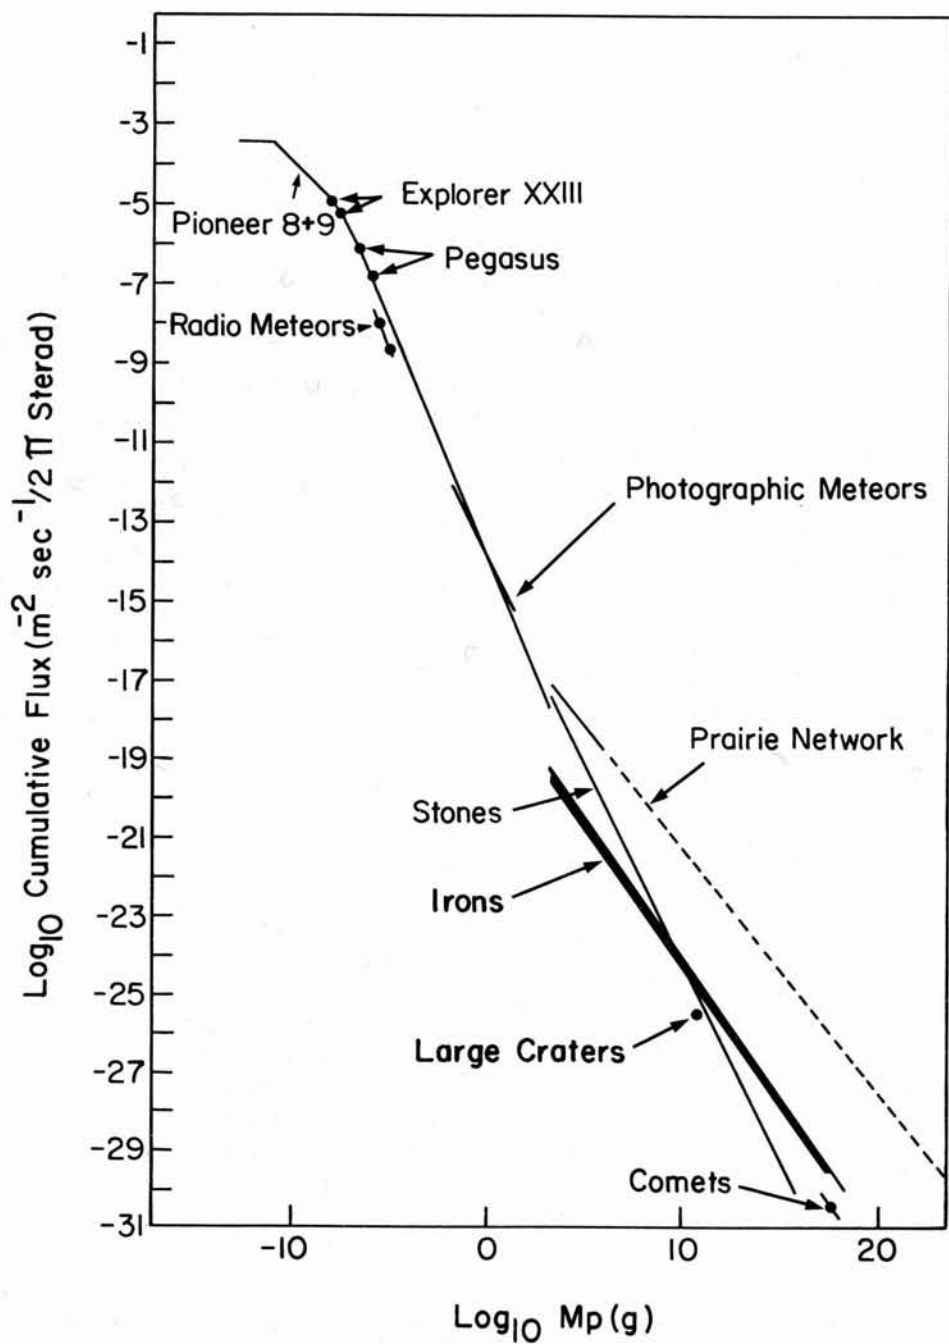 -1
-3
-5
-7
-9
-11
-13
-15
-17
-19
-21
-23
-25
-27
-29
-31
Log10 Cumulative Flux (m-2 sec-1/2 π Sterad)
Explorer XXIII
Pioneer 8+9
Pegasus
Radio Meteors
Photographic Meteors
Prairie Network
Stones
Irons
Large Craters
Comets
-10 0 10 20
Log10 Mp (g)